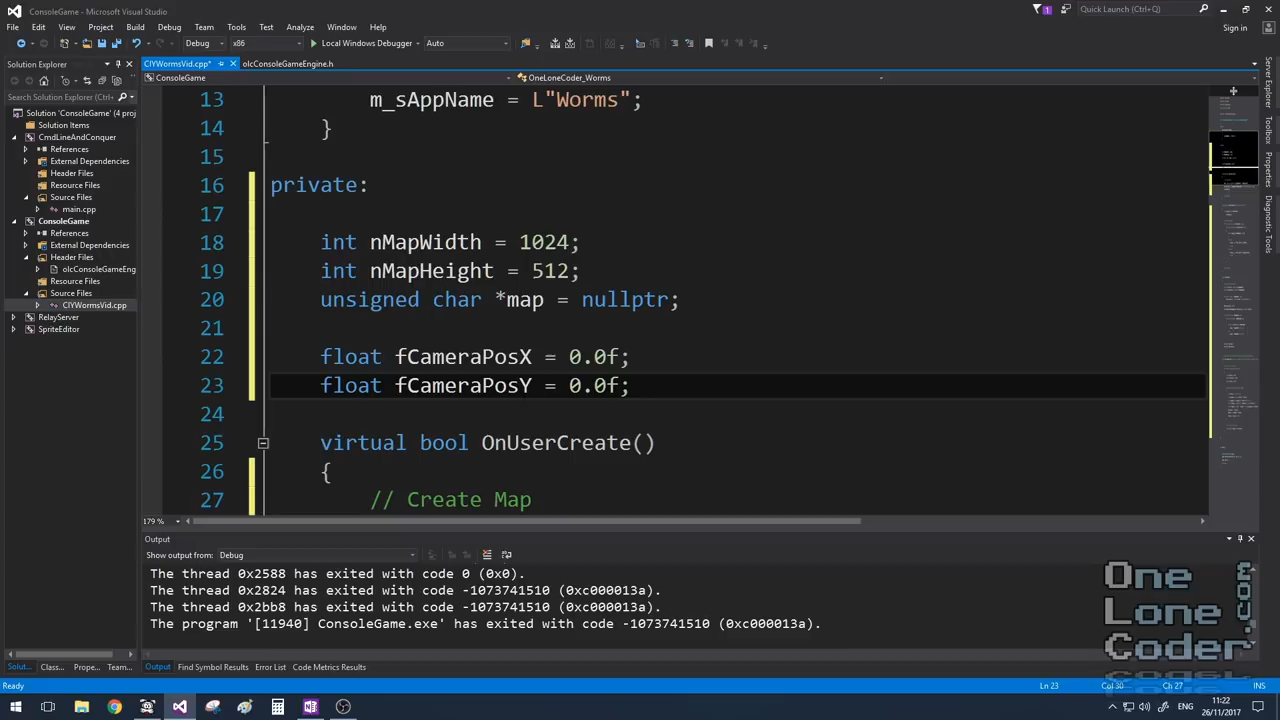 ConsoleGame - Microsoft Visual Studio
1
Quick Launch (Ctrl+Q)
File Edit View Project Build Debug Team Tools Test Analyze Window Help
Sign in
Debug x86 Local Windows Debugger Auto
Solution Explorer
CIYWormsVid.cpp* olcConsoleGameEngine.h
ConsoleGame OneLoneCoder_Worms
Search Solution Explorer (Ctrl+
Solution 'ConsoleGame' (4 proj
Solution Items
CmdLineAndConquer
References
External Dependencies
Header Files
Resource Files
Source Files
main.cpp
ConsoleGame
References
External Dependencies
Header Files
olcConsoleGameEng
Resource Files
Source Files
CIYWormsVid.cpp
RelayServer
SpriteEditor
13 m_sAppName = L"Worms";
14 }
15
16 private:
17
18 int nMapWidth = 1024;
19 int nMapHeight = 512;
20 unsigned char *map = nullptr;
21
22 float fCameraPosX = 0.0f;
23 float fCameraPosY = 0.0f;
24
25 virtual bool OnUserCreate()
26 {
27 // Create Map
179 %
Server Explorer
Toolbox
Properties
Diagnostic Tools
Output
Show output from: Debug
The thread 0x2588 has exited with code 0 (0x0).
The thread 0x2824 has exited with code -1073741510 (0xc000013a).
The thread 0x2bb8 has exited with code -1073741510 (0xc000013a).
The program '[11940] ConsoleGame.exe' has exited with code -1073741510 (0xc000013a).
One
Lone
Coder
.com
Solut... Class... Prope... Team...
Output Find Symbol Results Error List Code Metrics Results
Ready Ln 23 Col 30 Ch 27 INS
ENG
11:22
26/11/2017